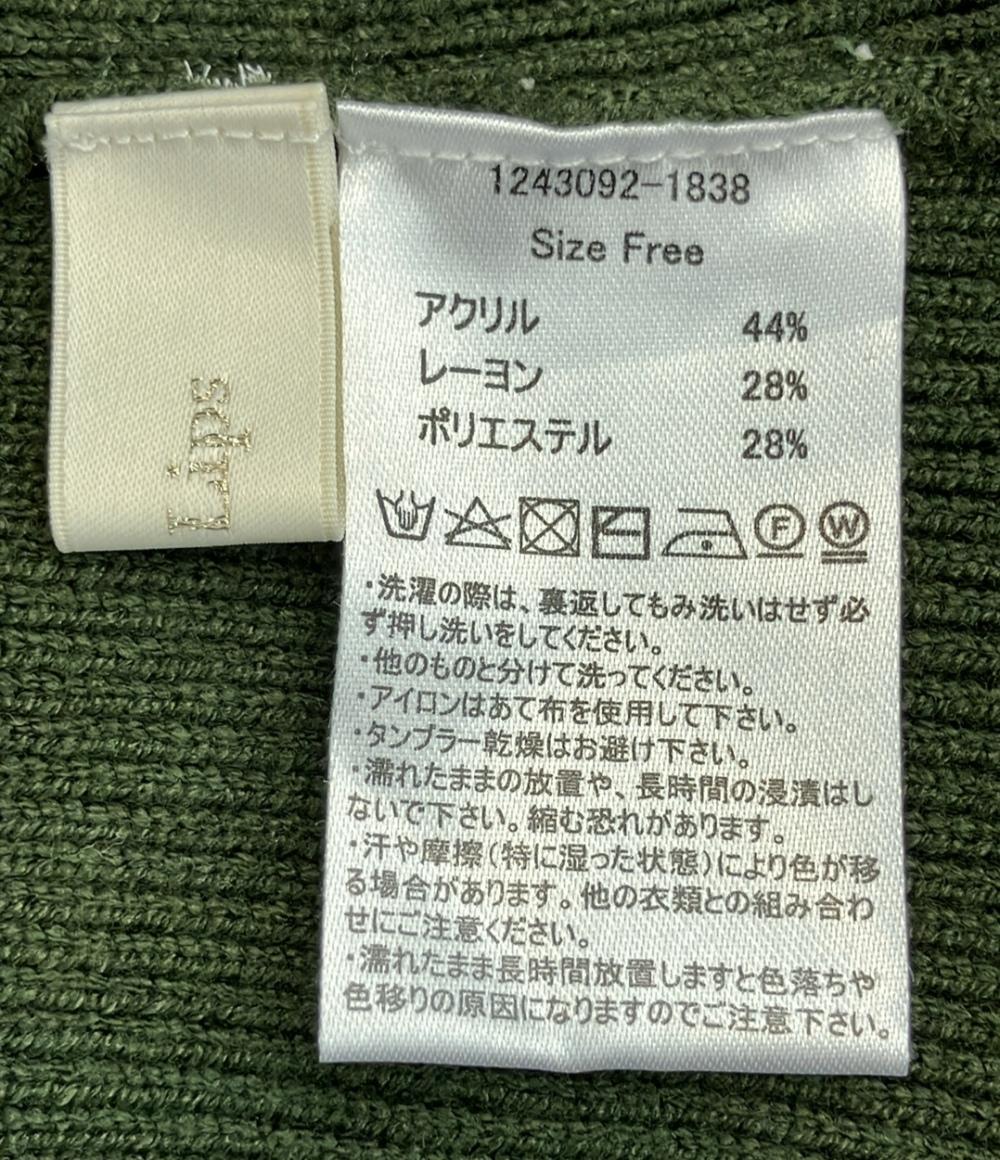 Li:psd
1243092-1838
Size Free
アクリル 44%
レーヨン 28%
ポリエステル 28%
F W
・洗濯の際は、裏返してもみ洗いはせず必
ず押し洗いをしてください。
・他のものと分けて洗ってください。
・アイロンはあて布を使用して下さい。
・タンブラー乾燥はお避け下さい。
・濡れたままの放置や、長時間の浸漬はし
ないで下さい。縮む恐れがあります。
・汗や摩擦(特に湿った状態)により色が移
る場合があります。他の衣類との組み合わ
せにご注意ください。
・濡れたまま長時間放置しますと色落ちや
色移りの原因になりますのでご注意下さい。